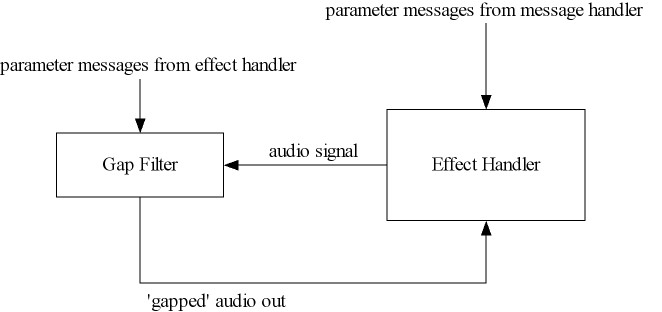 parameter messages from message handler
parameter messages from effect handler
audio signal
Gap Filter
Effect Handler
'gapped' audio out